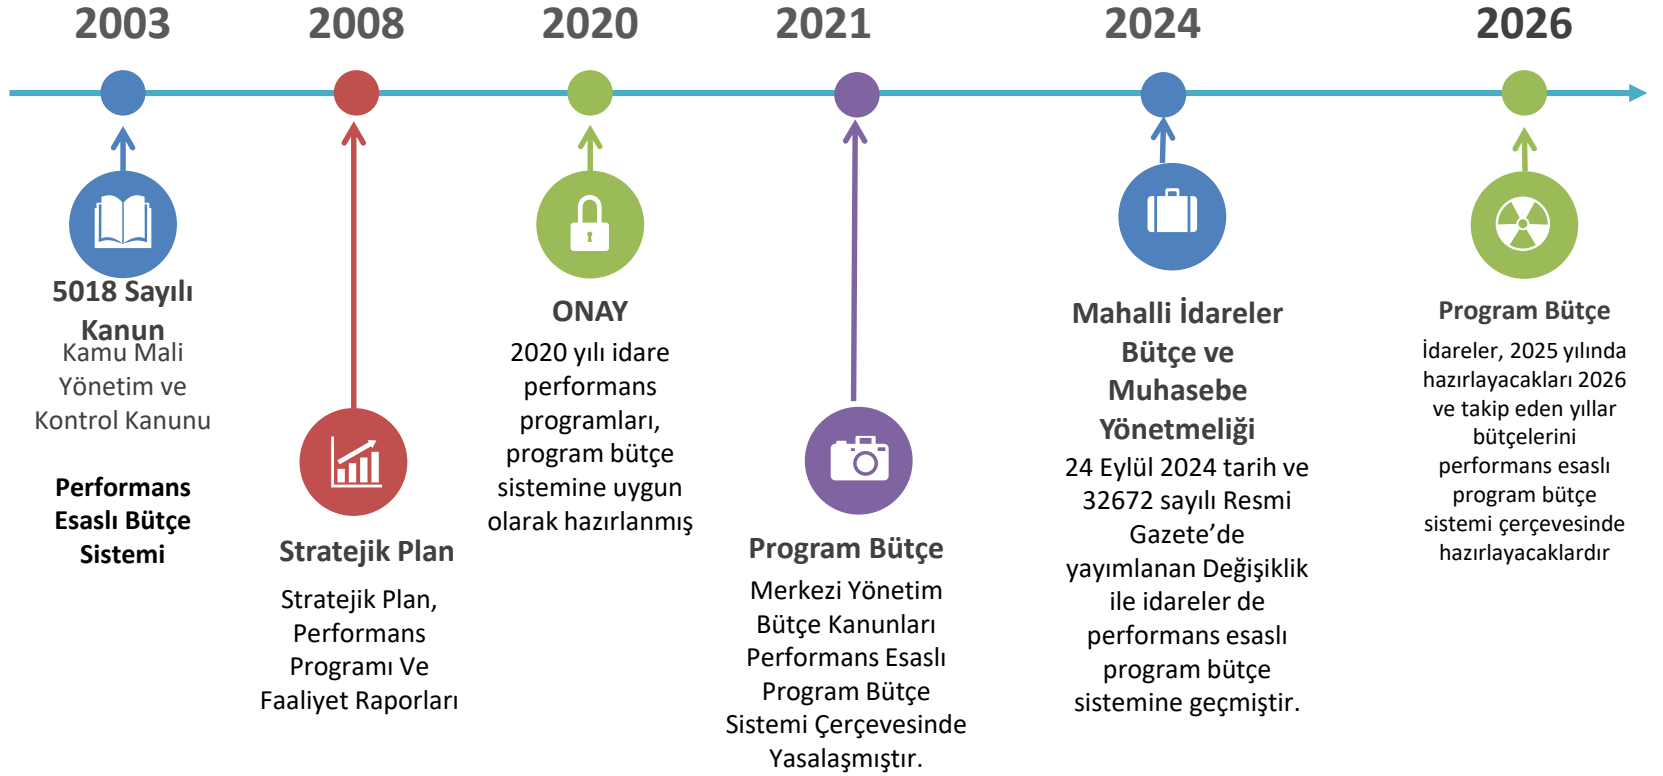 2003
2008
2020
2021
2024
2026
5018 Sayılı
Kanun
Kamu Mali
Yönetim ve
Kontrol Kanunu
Performans
Esaslı Bütçe
Sistemi
Stratejik Plan
Stratejik Plan,
Performans
Programı Ve
Faaliyet Raporları
ONAY
2020 yılı idare
performans
programları,
program bütçe
sistemine uygun
olarak hazırlanmış
Program Bütçe
Merkezi Yönetim
Bütçe Kanunları
Performans Esaslı
Program Bütçe
Sistemi Çerçevesinde
Yasalaşmıştır.
Mahalli İdareler
Bütçe ve
Muhasebe
Yönetmeliği
24 Eylül 2024 tarih ve
32672 sayılı Resmi
Gazete’de
yayımlanan Değişiklik
ile idareler de
performans esaslı
program bütçe
sistemine geçmiştir.
Program Bütçe
İdareler, 2025 yılında
hazırlayacakları 2026
ve takip eden yıllar
bütçelerini
performans esaslı
program bütçe
sistemi çerçevesinde
hazırlayacaklardır